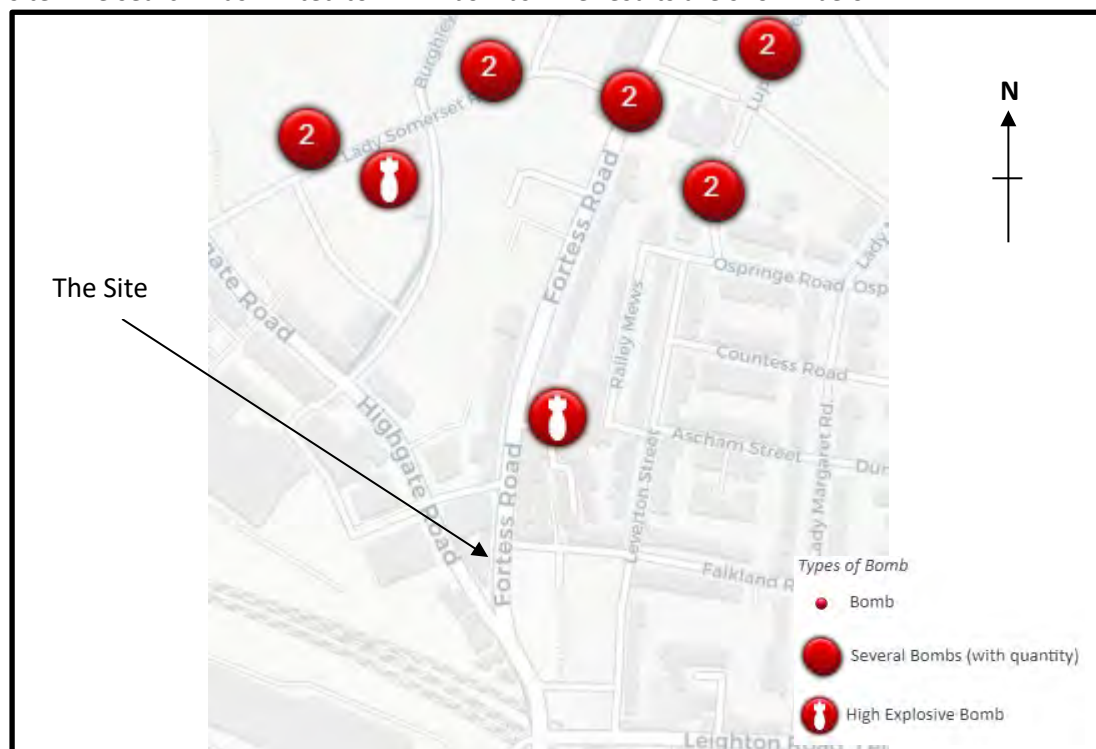 2
2
2
2
2
N
Lady Somerset
Fortess Road
Ospringe Road
Railey Mews
The Site
Highgate Road
Countess Road
Ascham Street
Leverton Street
Lady Margaret Rd.
Fortess Road
Falkland
Types of Bomb
Bomb
Several Bombs (with quantity)
High Explosive Bomb
Leighton Road